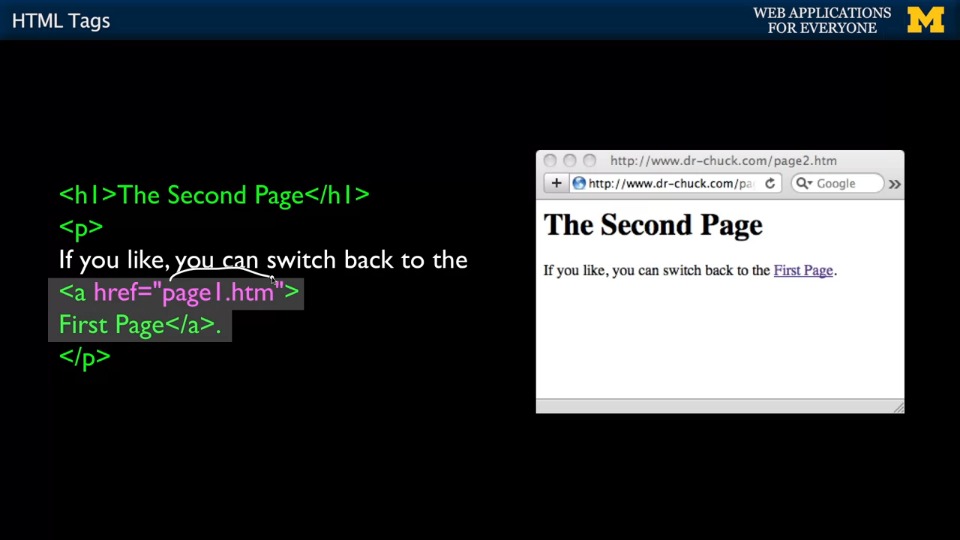 HTML Tags
WEB APPLICATIONS
FOR EVERYONE
M
<h1>The Second Page</h1>
<p>
If you like, you can switch back to the
<a href="page1.htm">
First Page</a>.
</p>
http://www.dr-chuck.com/page2.htm
+ http://www.dr-chuck.com/pa Google »
The Second Page
If you like, you can switch back to the First Page.